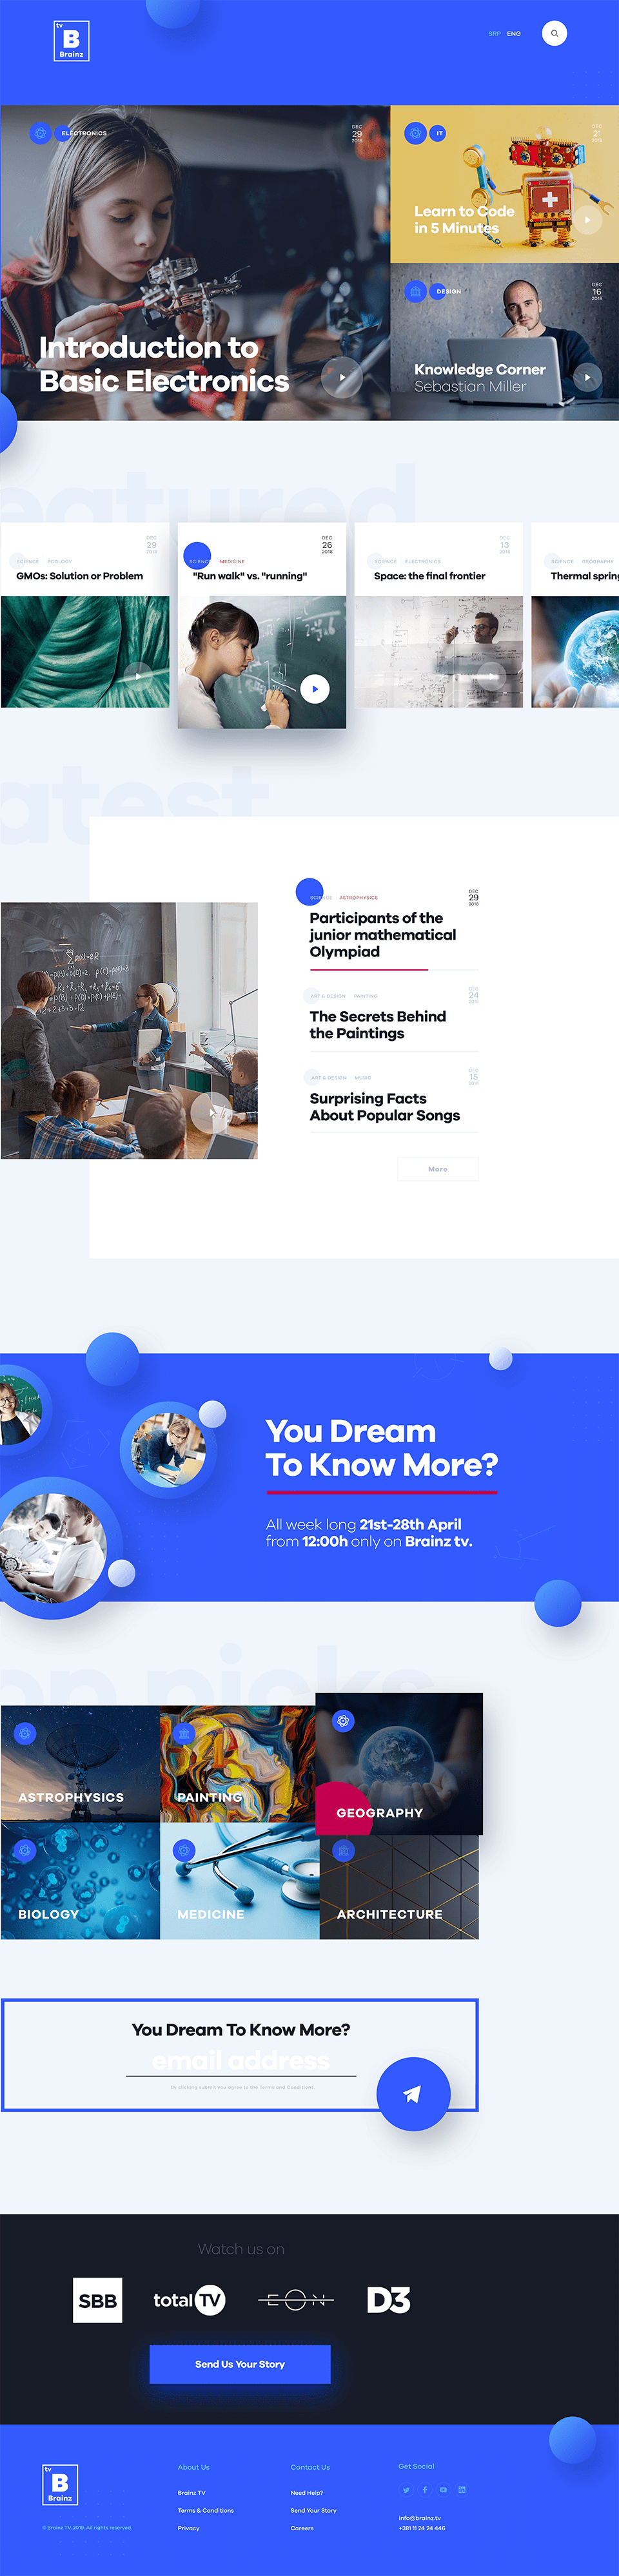 tv
B
Brainz
SRP ENG
ELECTRONICS
DEC
29
2018
Introduction to
Basic Electronics
IT
DEC
21
2018
Learn to Code
in 5 Minutes
DESIGN
DEC
16
2018
Knowledge Corner
Sebastian Miller
eatured
SCIENCE ECOLOGY
DEC
29
2018
GMOs: Solution or Problem
SCIENCE MEDICINE
DEC
26
2018
"Run walk" vs. "running"
SCIENCE ELECTRONICS
DEC
13
2018
Space: the final frontier
SCIENCE GEOGRAPHY
Thermal spring
atest
SCIENCE ASTROPHYSICS
DEC
29
2018
Participants of the
junior mathematical
Olympiad
ART & DESIGN PAINTING
DEC
24
2018
The Secrets Behind
the Paintings
ART & DESIGN MUSIC
DEC
15
2018
Surprising Facts
About Popular Songs
More
You Dream
To Know More?
All week long 21st-28th April
from 12:00h only on Brainz tv.
op picks
ASTROPHYSICS
PAINTING
GEOGRAPHY
BIOLOGY
MEDICINE
ARCHITECTURE
You Dream To Know More?
email address
By clicking submit you agree to the Terms and Conditions.
Watch us on
SBB
total TV
EON
D3
Send Us Your Story
tv
B
Brainz
© Brainz TV 2018. All rights reserved.
About Us
Brainz TV
Terms & Conditions
Privacy
Contact Us
Need Help?
Send Your Story
Careers
Get Social
info@brainz.tv
+381 11 24 24 446